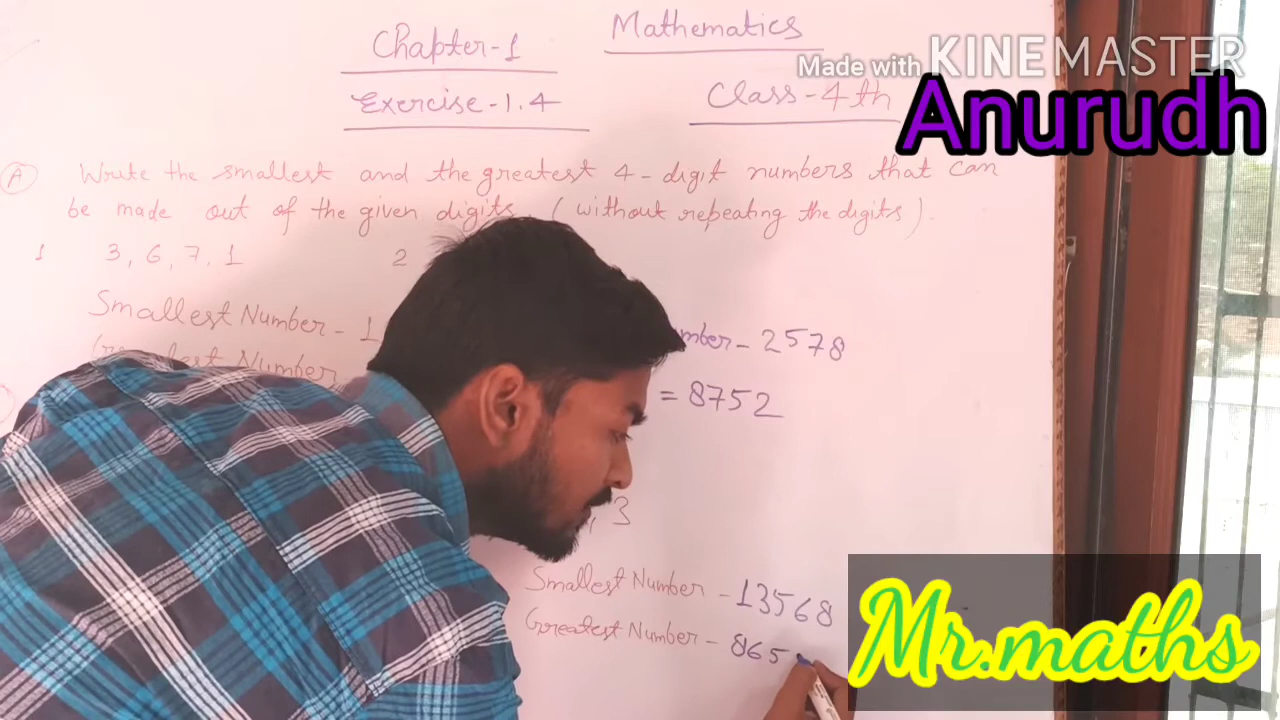 Mathematics
Chapter-1
Made with KINEMASTER
Exercise-1.4
Class-4th
Anurudh
A Write the smallest and the greatest 4-digit numbers that can
be made out of the given digits (without repeating the digits).
1 3, 6, 7, 1 2
Smallest Number - 1
Number - 2578
Number
= 8752
, 3
Smallest Number - 13568
Greatest Number - 865
Mr.maths